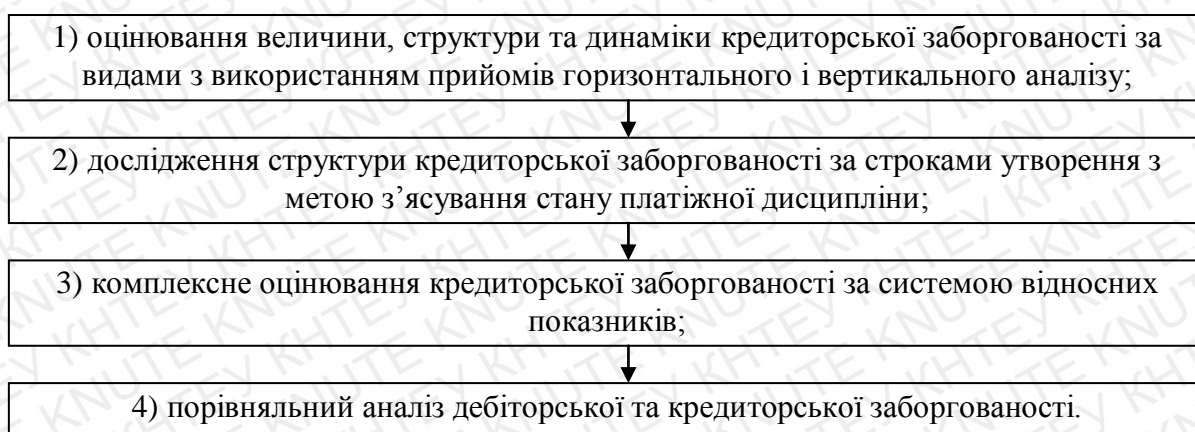 1) оцінювання величини, структури та динаміки кредиторської заборгованості за
видами з використанням прийомів горизонтального і вертикального аналізу;
2) дослідження структури кредиторської заборгованості за строками утворення з
метою з’ясування стану платіжної дисципліни;
3) комплексне оцінювання кредиторської заборгованості за системою відносних
показників;
4) порівняльний аналіз дебіторської та кредиторської заборгованості.